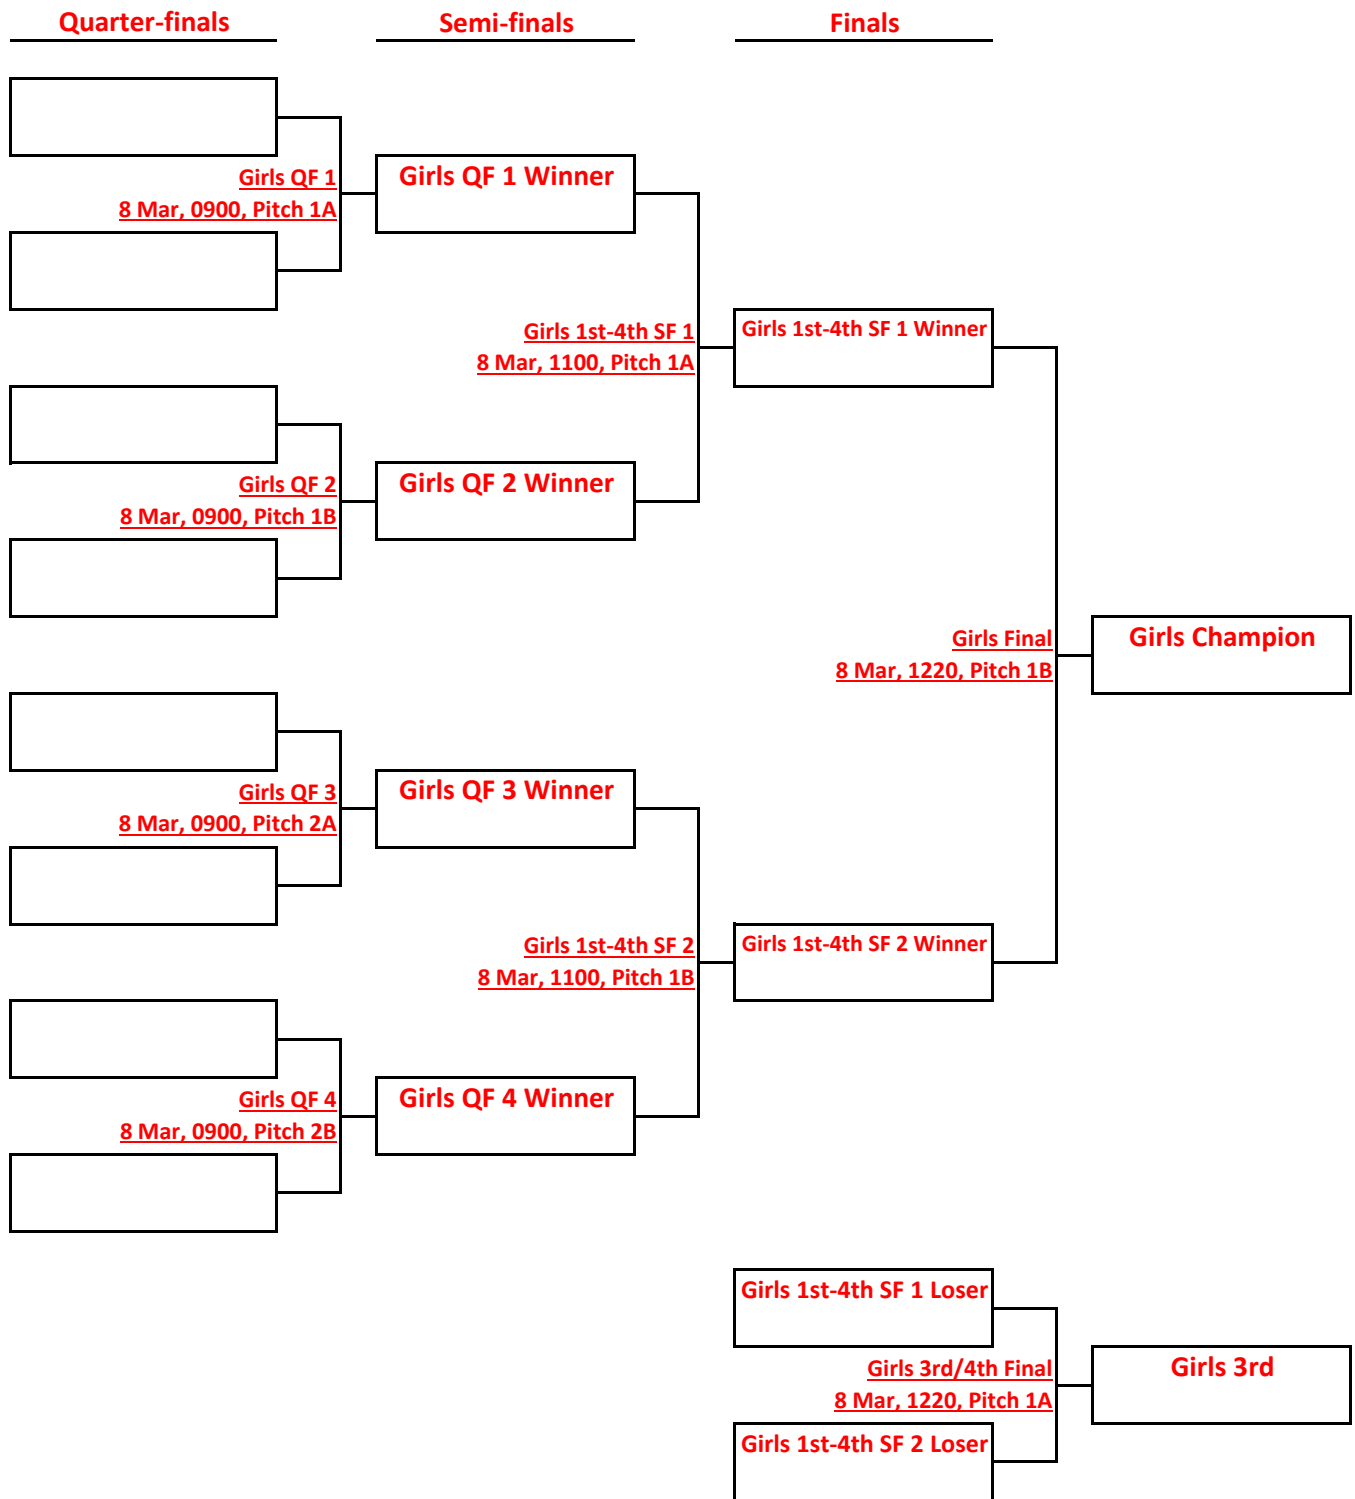 Quarter-finals
Semi-finals
Finals
Girls QF 1
8 Mar, 0900, Pitch 1A
Girls QF 1 Winner
Girls 1st-4th SF 1
8 Mar, 1100, Pitch 1A
Girls 1st-4th SF 1 Winner
Girls QF 2
8 Mar, 0900, Pitch 1B
Girls QF 2 Winner
Girls Final
8 Mar, 1220, Pitch 1B
Girls Champion
Girls QF 3
8 Mar, 0900, Pitch 2A
Girls QF 3 Winner
Girls 1st-4th SF 2
8 Mar, 1100, Pitch 1B
Girls 1st-4th SF 2 Winner
Girls QF 4
8 Mar, 0900, Pitch 2B
Girls QF 4 Winner
Girls 1st-4th SF 1 Loser
Girls 3rd/4th Final
8 Mar, 1220, Pitch 1A
Girls 3rd
Girls 1st-4th SF 2 Loser